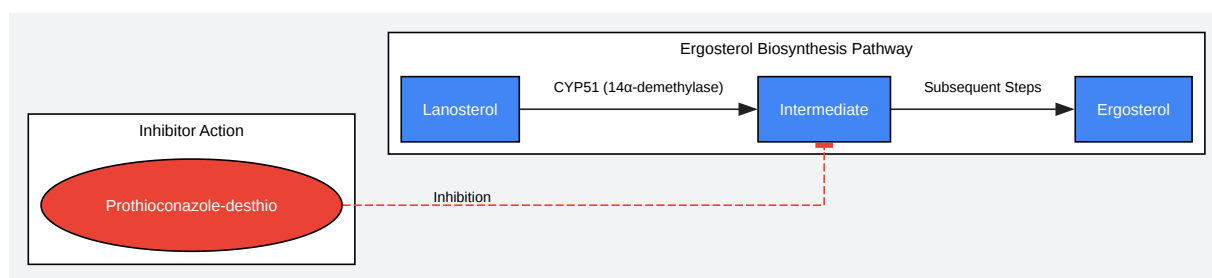 Ergosterol Biosynthesis Pathway
Lanosterol
CYP51 (14α-demethylase)
Intermediate
Subsequent Steps
Ergosterol
Inhibitor Action
Prothioconazole-desthio
Inhibition